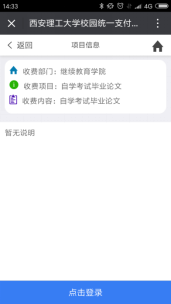 14:33 4G
西安理工大学校园统一支付...
返回 项目信息
收费部门：继续教育学院
收费项目：自学考试毕业论文
收费内容：自学考试毕业论文
暂无说明
点击登录